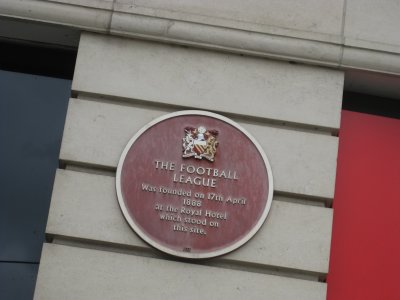 THE FOOTBALL
LEAGUE
Was founded on 17th April
1888
at the Royal Hotel
which stood on
this site.